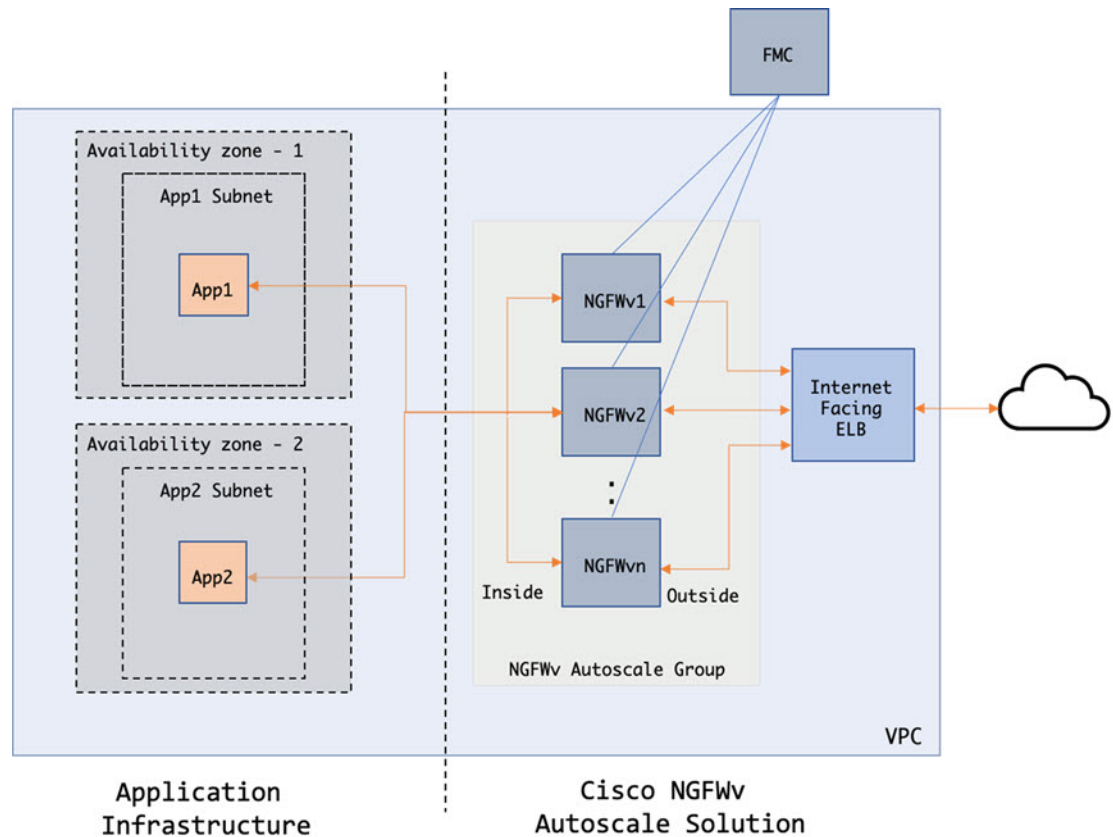 FMC
Availability zone - 1
App1 Subnet
App1
NGFWv1
NGFWv2
:
Internet
Facing
ELB
Availability zone - 2
App2 Subnet
App2
NGFWvn
Inside
Outside
NGFWv Autoscale Group
VPC
Application
Infrastructure
Cisco NGFWv
Autoscale Solution